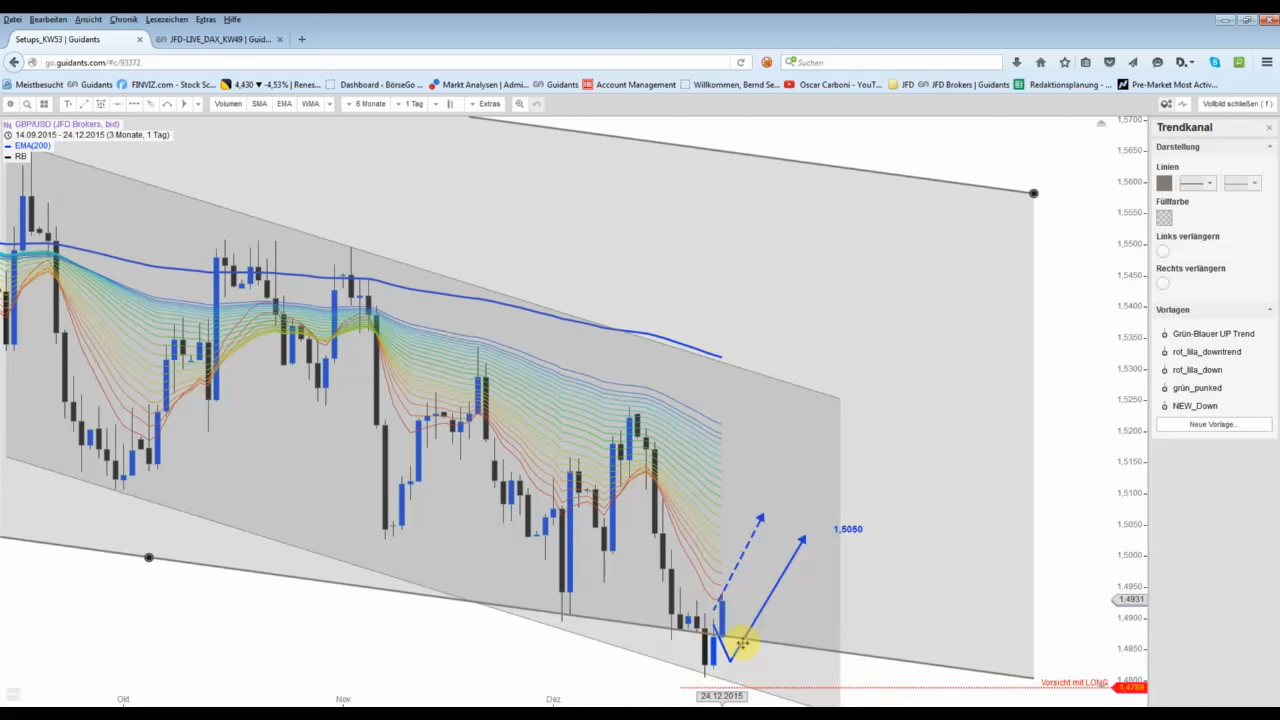 Datei Bearbeiten Ansicht Chronik Lesezeichen Extras Hilfe
Setups_KW53 | Guidants × JFD-LIVE_DAX_KW49 | Guid... × +
go.guidants.com/#c/93372 Suchen
Meistbesucht Guidants FINVIZ.com - Stock Sc... 4,430 ▼ -4,53% | Renes... Dashboard - BörseGo ... Markt Analysen | Admi... Guidants Account Management Willkommen, Bernd Se... Oscar Carboni - YouT... JFD JFD Brokers | Guidants Redaktionsplanung - ... Pre-Market Most Activ...
Volumen SMA EMA WMA 6 Monate 1 Tag Extras Vollbild schließen ( f )
GBP/USD (JFD Brokers, bid)
14.09.2015 - 24.12.2015 (3 Monate, 1 Tag)
EMA(200)
RB
1,5700
1,5650
1,5600
1,5550
1,5500
1,5450
1,5400
1,5350
1,5300
1,5250
1,5200
1,5150
1,5100
1,5050
1,5000
1,4950
1,4931
1,4900
1,4850
1,4800
1,4789
1,5050
Vorsicht mit LONG
Okt Nov Dez 24.12.2015
Trendkanal ×
Darstellung
Linien
Füllfarbe
Links verlängern
Rechts verlängern
Vorlagen
Grün-Blauer UP Trend
rot_lila_downtrend
rot_lila_down
grün_punked
NEW_Down
Neue Vorlage...